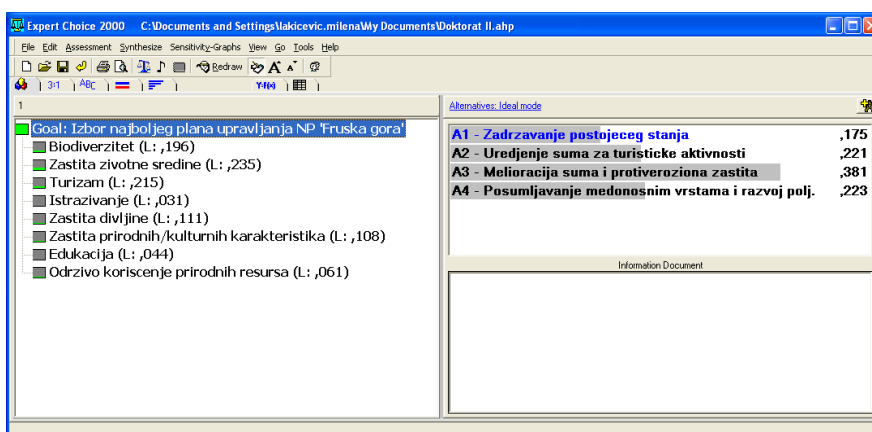 Expert Choice 2000 C:\Documents and Settings\lakicevic.milena\My Documents\Doktorat II.ahp
File Edit Assessment Synthesize Sensitivity-Graphs View Go Tools Help
Redraw A A
3:1 ABC Y=f(x)
1
Goal: Izbor najboljeg plana upravljanja NP 'Fruska gora'
Biodiverzitet (L: ,196)
Zastita zivotne sredine (L: ,235)
Turizam (L: ,215)
Istrazivanje (L: ,031)
Zastita divljine (L: ,111)
Zastita prirodnih/kulturnih karakteristika (L: ,108)
Edukacija (L: ,044)
Odrzivo koriscenje prirodnih resursa (L: ,061)
Alternatives: Ideal mode
A1 - Zadrzavanje postojeceg stanja ,175
A2 - Uredjenje suma za turisticke aktivnosti ,221
A3 - Melioracija suma i protiveroziona zastita ,381
A4 - Posumljavanje medonosnim vrstama i razvoj polj. ,223
Information Document